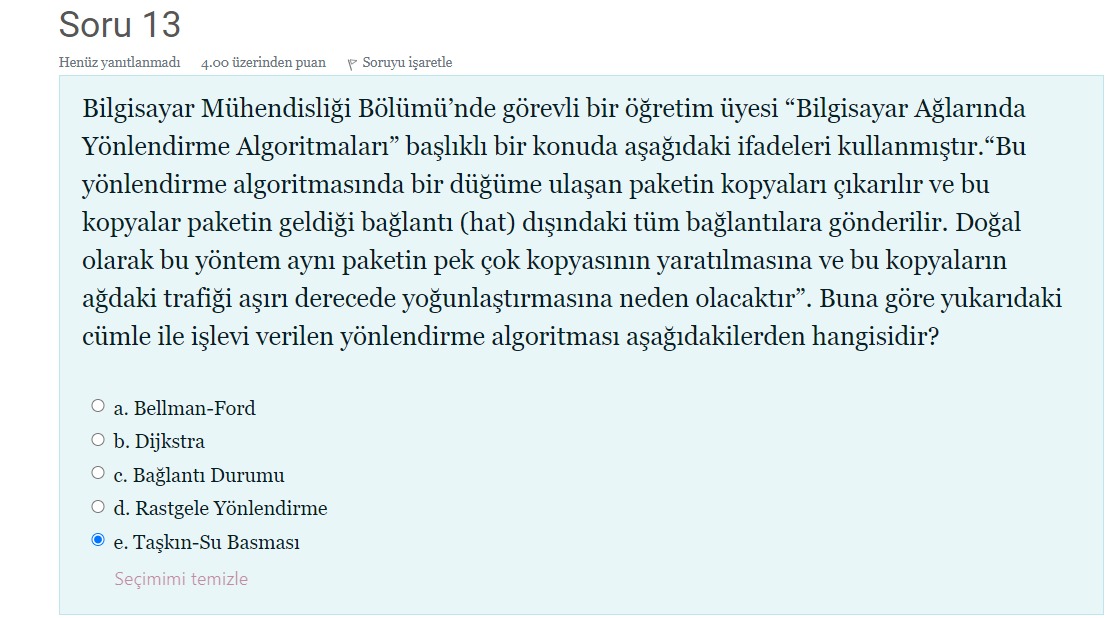 Soru 13
Henüz yanıtlanmadı 4.00 üzerinden puan Soruyu işaretle
Bilgisayar Mühendisliği Bölümü’nde görevli bir öğretim üyesi “Bilgisayar Ağlarında
Yönlendirme Algoritmaları” başlıklı bir konuda aşağıdaki ifadeleri kullanmıştır.“Bu
yönlendirme algoritmasında bir düğüme ulaşan paketin kopyaları çıkarılır ve bu
kopyalar paketin geldiği bağlantı (hat) dışındaki tüm bağlantılara gönderilir. Doğal
olarak bu yöntem aynı paketin pek çok kopyasının yaratılmasına ve bu kopyaların
ağdaki trafiği aşırı derecede yoğunlaştırmasına neden olacaktır”. Buna göre yukarıdaki
cümle ile işlevi verilen yönlendirme algoritması aşağıdakilerden hangisidir?
a. Bellman-Ford
b. Dijkstra
c. Bağlantı Durumu
d. Rastgele Yönlendirme
e. Taşkın-Su Basması
Seçimimi temizle